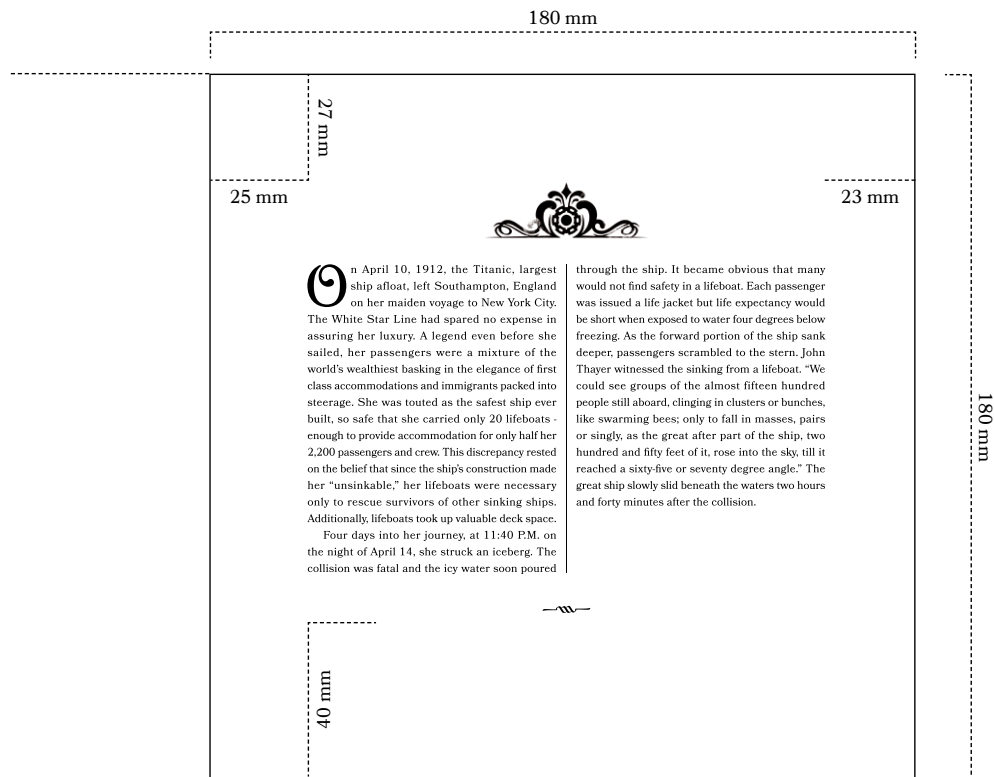 180 mm
27 mm
25 mm
23 mm
On April 10, 1912, the Titanic, largest
ship afloat, left Southampton, England
on her maiden voyage to New York City.
The White Star Line had spared no expense in
assuring her luxury. A legend even before she
sailed, her passengers were a mixture of the
world's wealthiest basking in the elegance of first
class accommodations and immigrants packed into
steerage. She was touted as the safest ship ever
built, so safe that she carried only 20 lifeboats -
enough to provide accommodation for only half her
2,200 passengers and crew. This discrepancy rested
on the belief that since the ship's construction made
her “unsinkable,” her lifeboats were necessary
only to rescue survivors of other sinking ships.
Additionally, lifeboats took up valuable deck space.
Four days into her journey, at 11:40 P.M. on
the night of April 14, she struck an iceberg. The
collision was fatal and the icy water soon poured
through the ship. It became obvious that many
would not find safety in a lifeboat. Each passenger
was issued a life jacket but life expectancy would
be short when exposed to water four degrees below
freezing. As the forward portion of the ship sank
deeper, passengers scrambled to the stern. John
Thayer witnessed the sinking from a lifeboat. “We
could see groups of the almost fifteen hundred
people still aboard, clinging in clusters or bunches,
like swarming bees; only to fall in masses, pairs
or singly, as the great after part of the ship, two
hundred and fifty feet of it, rose into the sky, till it
reached a sixty-five or seventy degree angle.” The
great ship slowly slid beneath the waters two hours
and forty minutes after the collision.
180 mm
40 mm